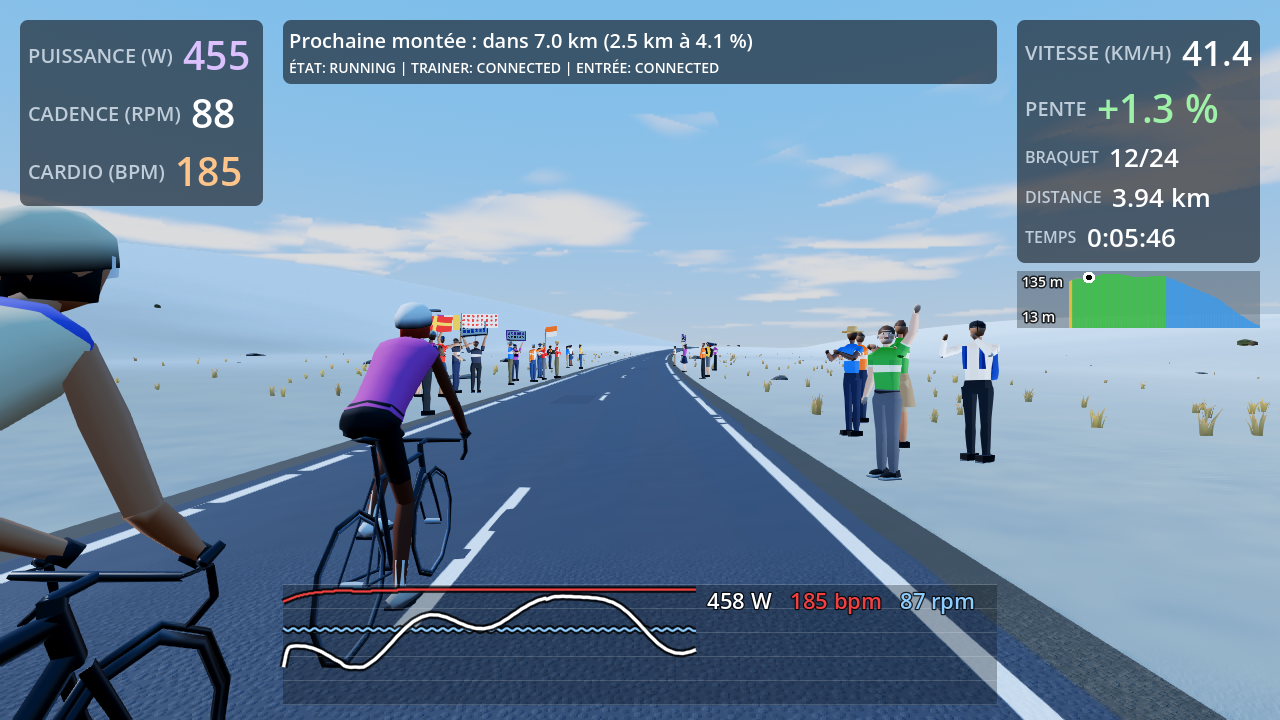 PUISSANCE (W) 455
CADENCE (RPM) 88
CARDIO (BPM) 185
Prochaine montée : dans 7.0 km (2.5 km à 4.1 %)
ÉTAT: RUNNING | TRAINER: CONNECTED | ENTRÉE: CONNECTED
VITESSE (KM/H) 41.4
PENTE +1.3 %
BRAQUET 12/24
DISTANCE 3.94 km
TEMPS 0:05:46
135 m
13 m
458 W 185 bpm 87 rpm